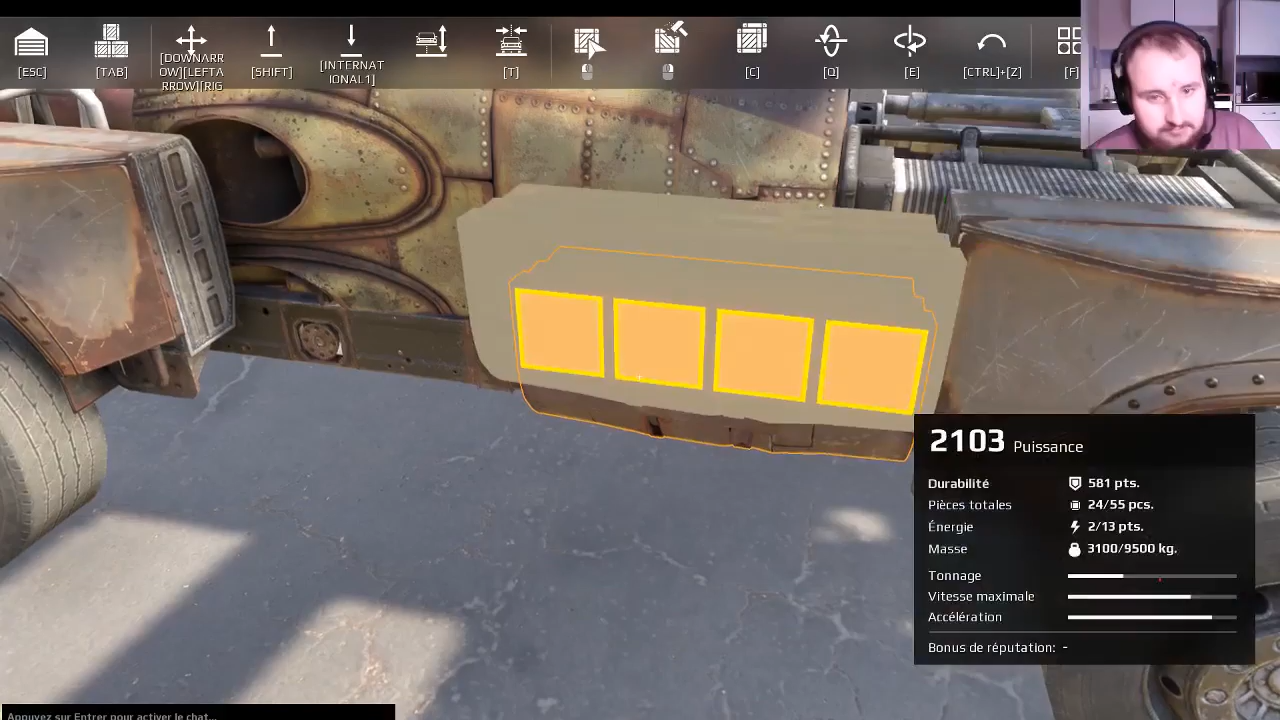 [ESC]
[TAB]
[DOWNARR
OW][LEFTA
RROW][RIG
[SHIFT]
[INTERNAT
IONAL1]
[T]
[C]
[Q]
[E]
[CTRL]+[Z]
[F]
2103 Puissance
Durabilité 581 pts.
Pièces totales 24/55 pcs.
Énergie 2/13 pts.
Masse 3100/9500 kg.
Tonnage
Vitesse maximale
Accélération
Bonus de réputation: -
Appuyez sur Entrer pour activer le chat...